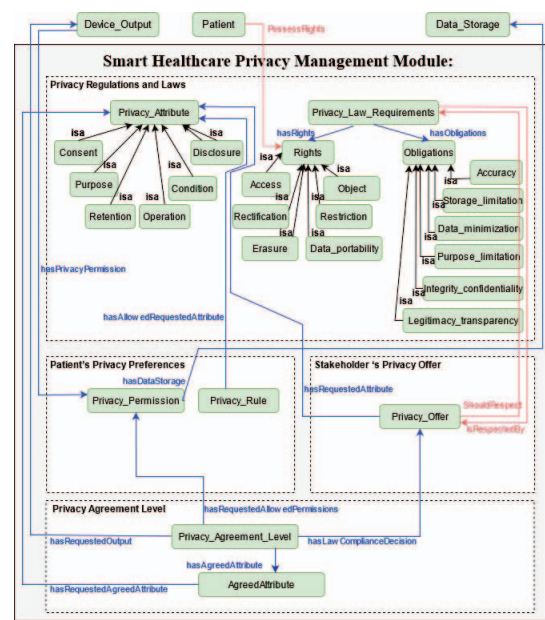 Device_Output
Patient
Data_Storage
PossessRights
Smart Healthcare Privacy Management Module:
Privacy Regulations and Laws
Privacy_Attribute
Privacy_Law_Requirements
isa
isa
hasRights
hasObligations
Consent
isa
isa
Disclosure
Rights
Obligations
Purpose
isa
isa
Condition
isa
Access
isa
Object
isa
Accuracy
Retention
Operation
Rectification
isa
isa
Restriction
isa
Storage_limitation
isa
isa
Erasure
Data_portability
isa
Data_minimization
isa
Purpose_limitation
hasPrivacyPermission
isa
Integrity_confidentiality
isa
Legitimacy_transparency
hasAllowedRequestedAttribute
Patient's Privacy Preferences
Stakeholder 's Privacy Offer
hasDataStorage
hasRequestedAttribute
Privacy_Permission
Privacy_Rule
Privacy_Offer
ShouldRespect
isRespectedBy
Privacy Agreement Level
hasRequestedAllowedPermissions
hasRequestedOutput
Privacy_Agreement_Level
hasLawComplianceDecision
hasAgreedAttribute
hasRequestedAgreedAttribute
AgreedAttribute